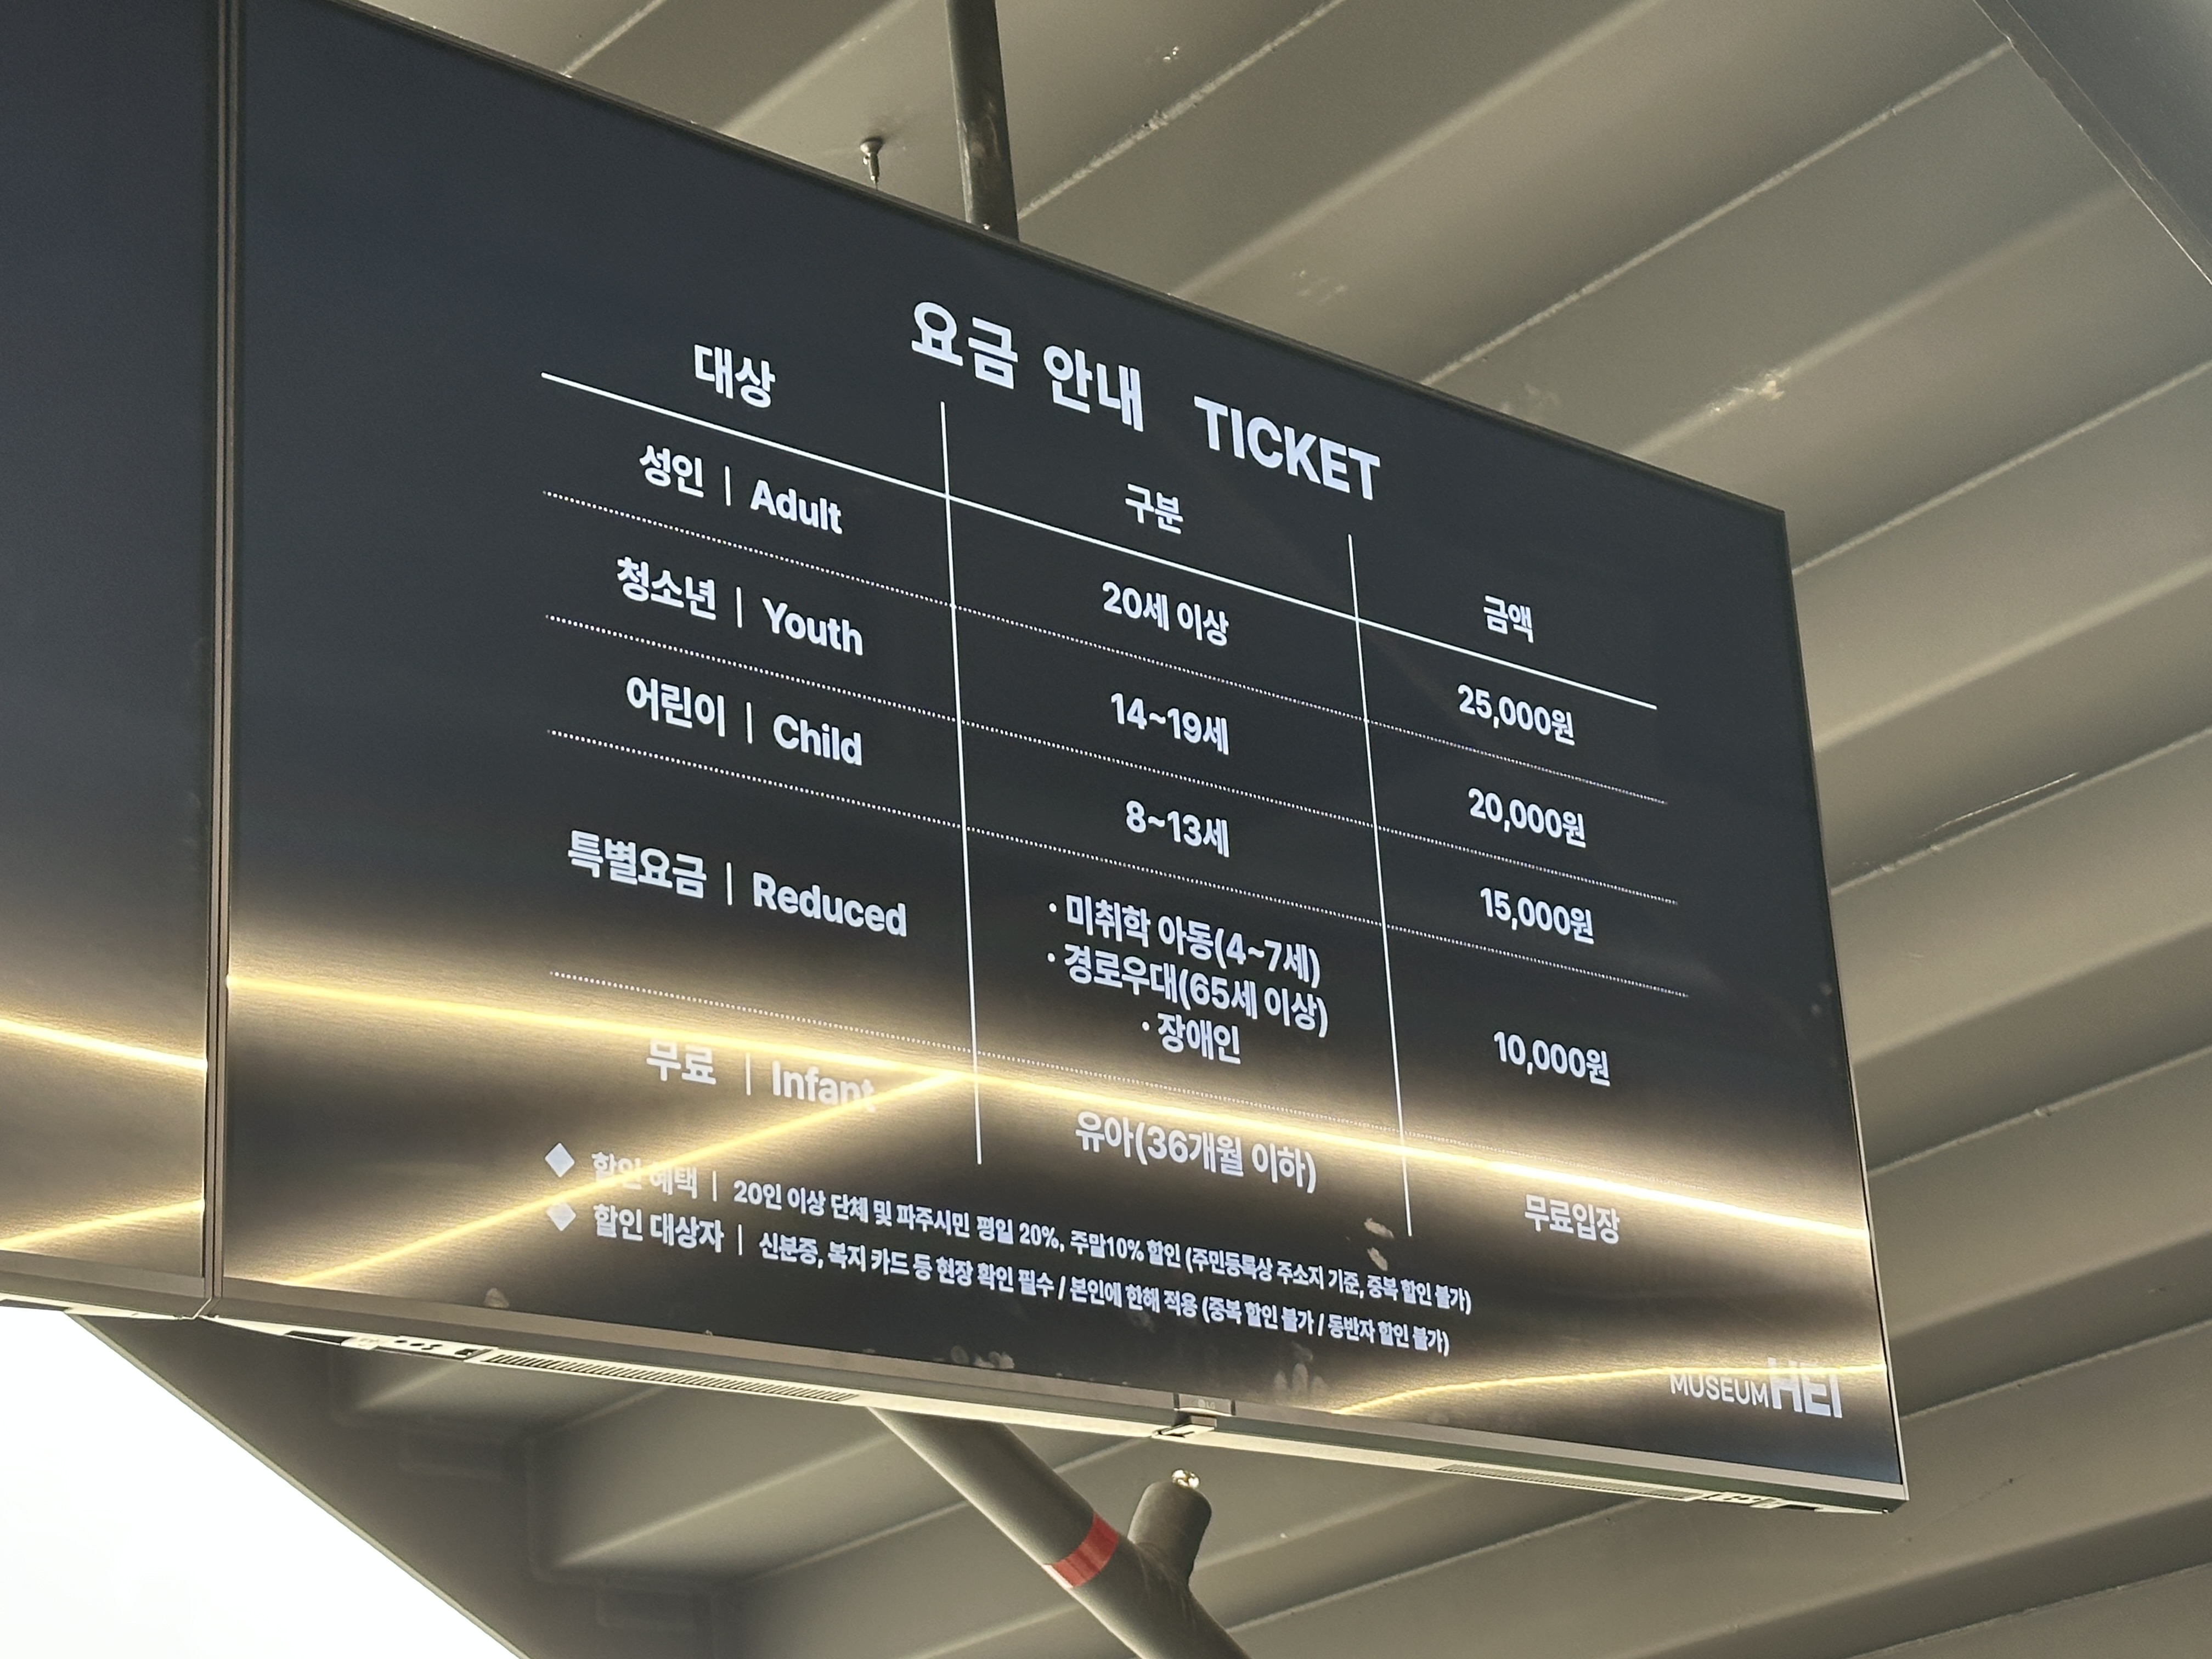 요금 안내 TICKET
대상
구분
금액
성인 | Adult
20세 이상
25,000원
청소년 | Youth
14~19세
20,000원
어린이 | Child
8~13세
15,000원
특별요금 | Reduced
· 미취학 아동(4~7세)
· 경로우대(65세 이상)
· 장애인
10,000원
무료 | Infant
유아(36개월 이하)
무료입장
◆ 할인 혜택 | 20인 이상 단체 및 파주시민 평일 20%, 주말10% 할인 (주민등록상 주소지 기준, 중복 할인 불가)
◆ 할인 대상자 | 신분증, 복지 카드 등 현장 확인 필수 / 본인에 한해 적용 (중복 할인 불가 / 동반자 할인 불가)
MUSEUM HEI
LG